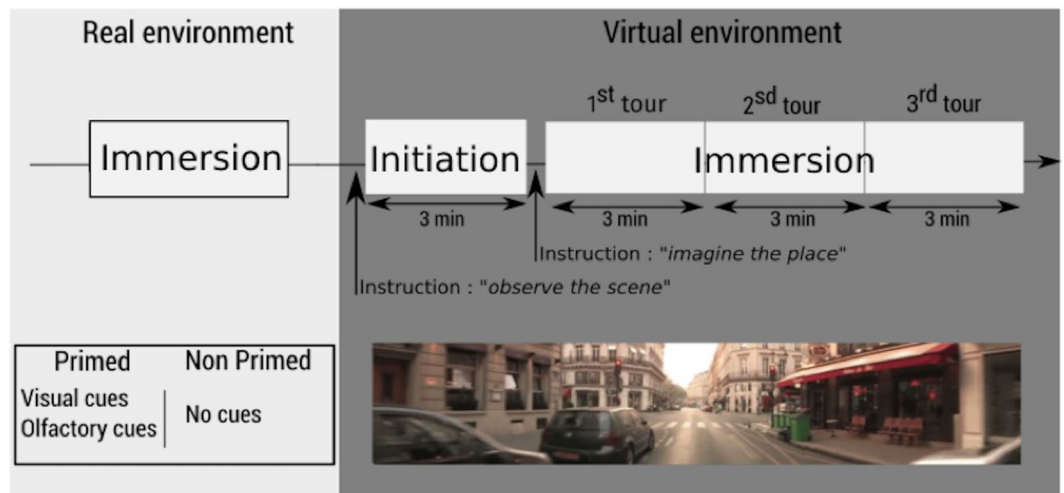 Real environment
Virtual environment
1st tour
2sd tour
3rd tour
Immersion
Initiation
Immersion
3 min
3 min
3 min
3 min
Instruction : "imagine the place"
Instruction : "observe the scene"
Primed
Non Primed
Visual cues
Olfactory cues
No cues